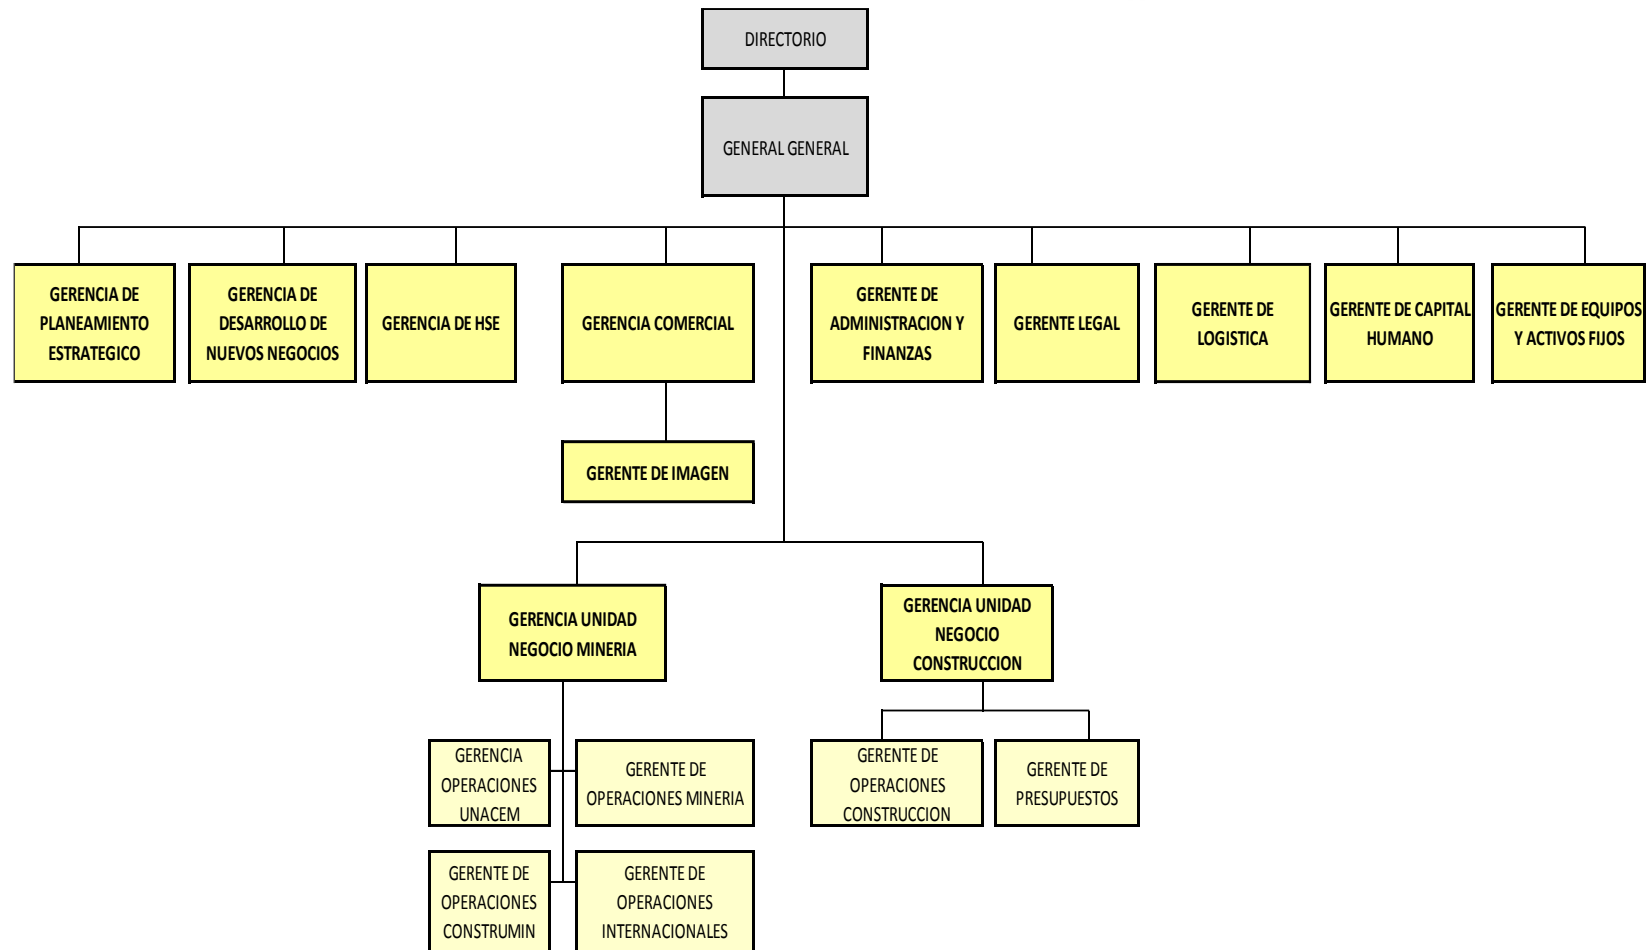 DIRECTORIO
GENERAL GENERAL
GERENCIA DE
PLANEAMIENTO
ESTRATEGICO
GERENCIA DE
DESARROLLO DE
NUEVOS NEGOCIOS
GERENCIA DE HSE
GERENCIA COMERCIAL
GERENTE DE
ADMINISTRACION Y
FINANZAS
GERENTE LEGAL
GERENTE DE
LOGISTICA
GERENTE DE CAPITAL
HUMANO
GERENTE DE EQUIPOS
Y ACTIVOS FIJOS
GERENTE DE IMAGEN
GERENCIA UNIDAD
NEGOCIO MINERIA
GERENCIA UNIDAD
NEGOCIO
CONSTRUCCION
GERENCIA
OPERACIONES
UNACEM
GERENTE DE
OPERACIONES MINERIA
GERENTE DE
OPERACIONES
CONSTRUCCION
GERENTE DE
PRESUPUESTOS
GERENTE DE
OPERACIONES
CONSTRUMIN
GERENTE DE
OPERACIONES
INTERNACIONALES